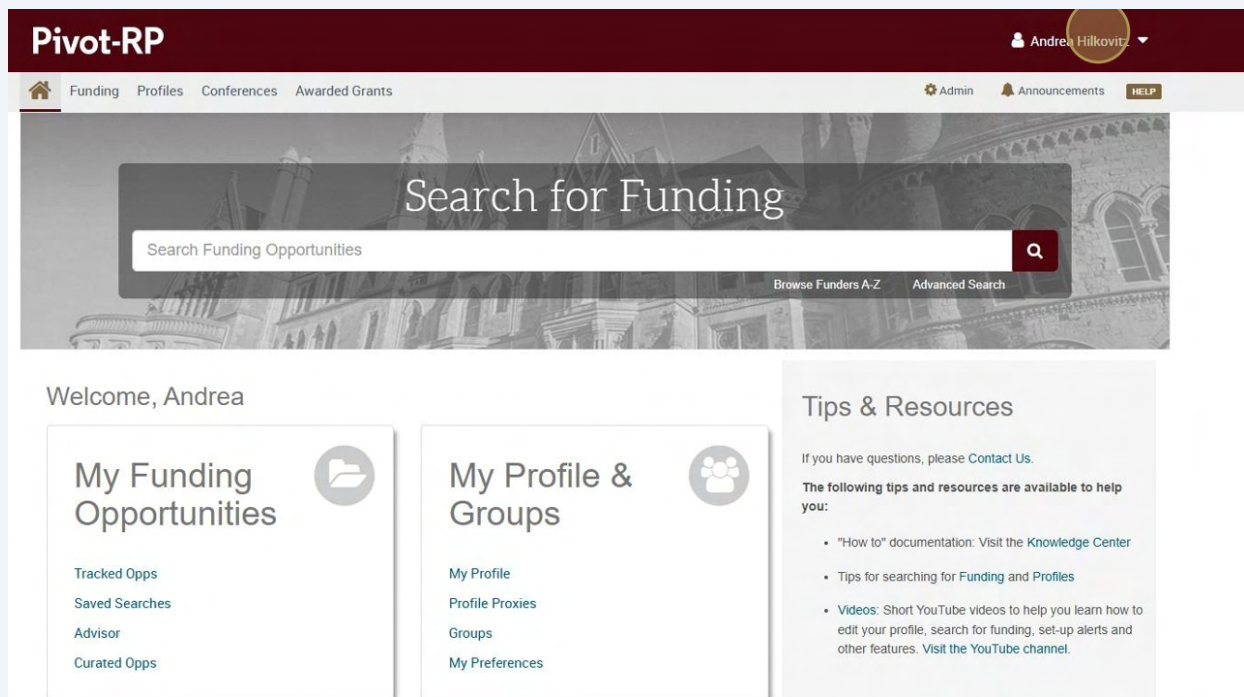 Pivot-RP
Andrea Hilkovitz
Funding Profiles Conferences Awarded Grants
Admin Announcements HELP
Search for Funding
Search Funding Opportunities
Browse Funders A-Z Advanced Search
Welcome, Andrea
My Funding
Opportunities
Tracked Opps
Saved Searches
Advisor
Curated Opps
My Profile &
Groups
My Profile
Profile Proxies
Groups
My Preferences
Tips & Resources
If you have questions, please Contact Us.
The following tips and resources are available to help
you:
• "How to" documentation: Visit the Knowledge Center
• Tips for searching for Funding and Profiles
• Videos: Short YouTube videos to help you learn how to
edit your profile, search for funding, set-up alerts and
other features. Visit the YouTube channel.